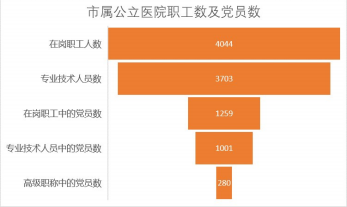 市属公立医院职工数及党员数
在岗职工人数 4044
专业技术人员数 3703
在岗职工中的党员数 1259
专业技术人员中的党员数 1001
高级职称中的党员数 280